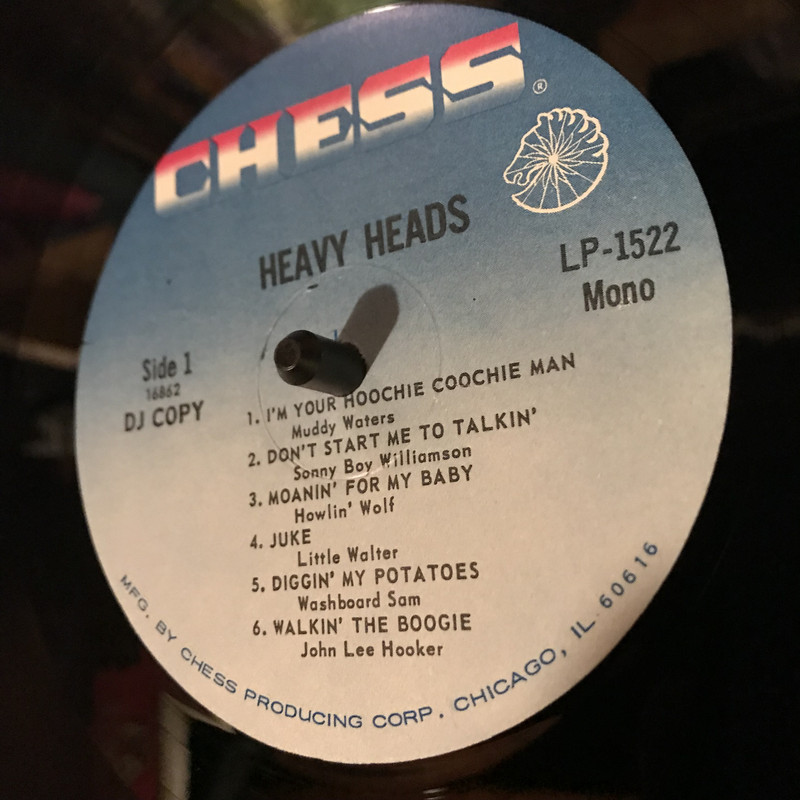 CHESS ®
HEAVY HEADS
LP-1522
Mono
Side 1
16862
DJ COPY
1. I'M YOUR HOOCHIE COOCHIE MAN
Muddy Waters
2. DON'T START ME TO TALKIN'
Sonny Boy Williamson
3. MOANIN' FOR MY BABY
Howlin' Wolf
4. JUKE
Little Walter
5. DIGGIN' MY POTATOES
Washboard Sam
6. WALKIN' THE BOOGIE
John Lee Hooker
MFG. BY CHESS PRODUCING CORP. CHICAGO, IL. 60616